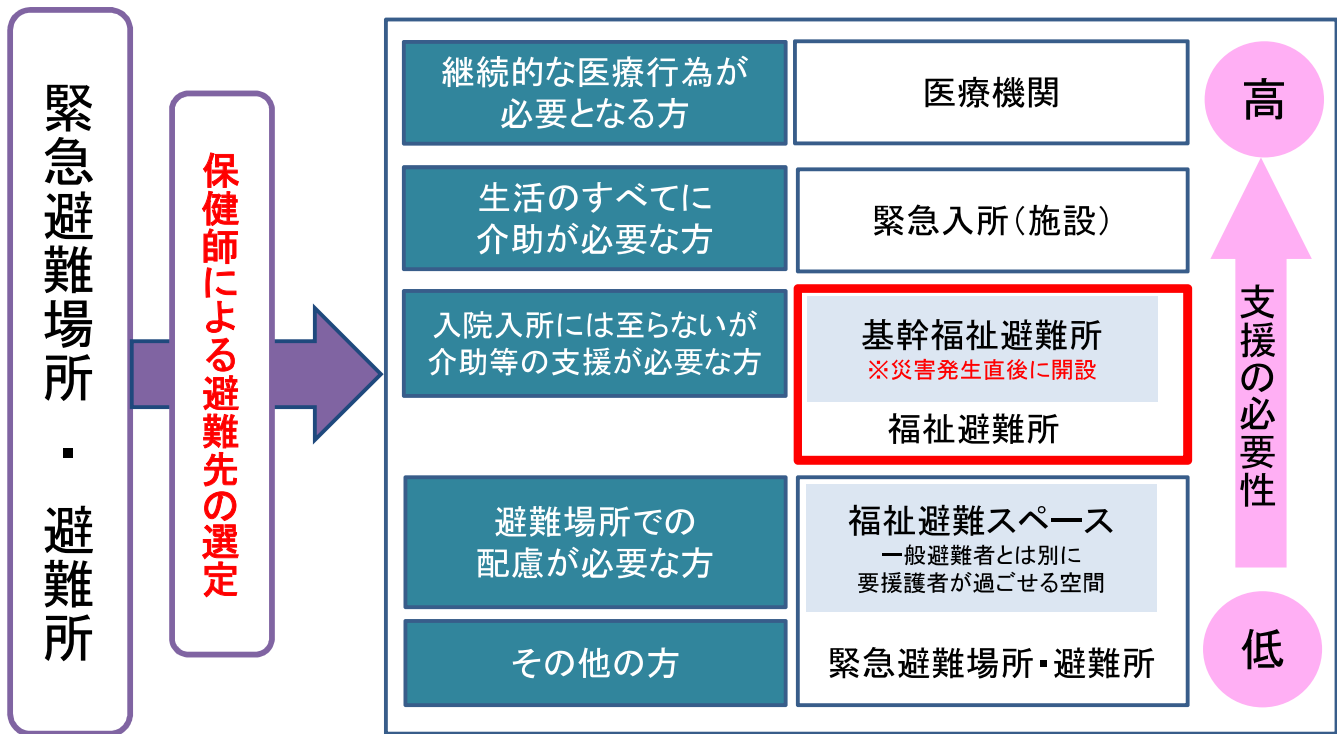 緊急避難場所・避難所
保健師による避難先の選定
継続的な医療行為が
必要となる方
医療機関
生活のすべてに
介助が必要な方
緊急入所(施設)
入院入所には至らないが
介助等の支援が必要な方
基幹福祉避難所
※災害発生直後に開設
福祉避難所
避難場所での
配慮が必要な方
福祉避難スペース
一般避難者とは別に
要援護者が過ごせる空間
その他の方
緊急避難場所・避難所
高
支援の必要性
低